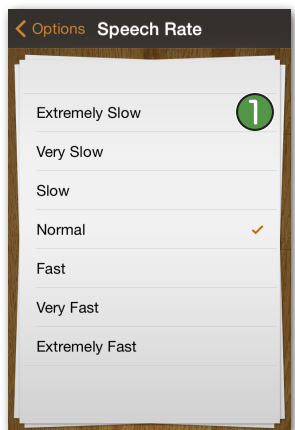 Options Speech Rate
Extremely Slow 1
Very Slow
Slow
Normal
Fast
Very Fast
Extremely Fast